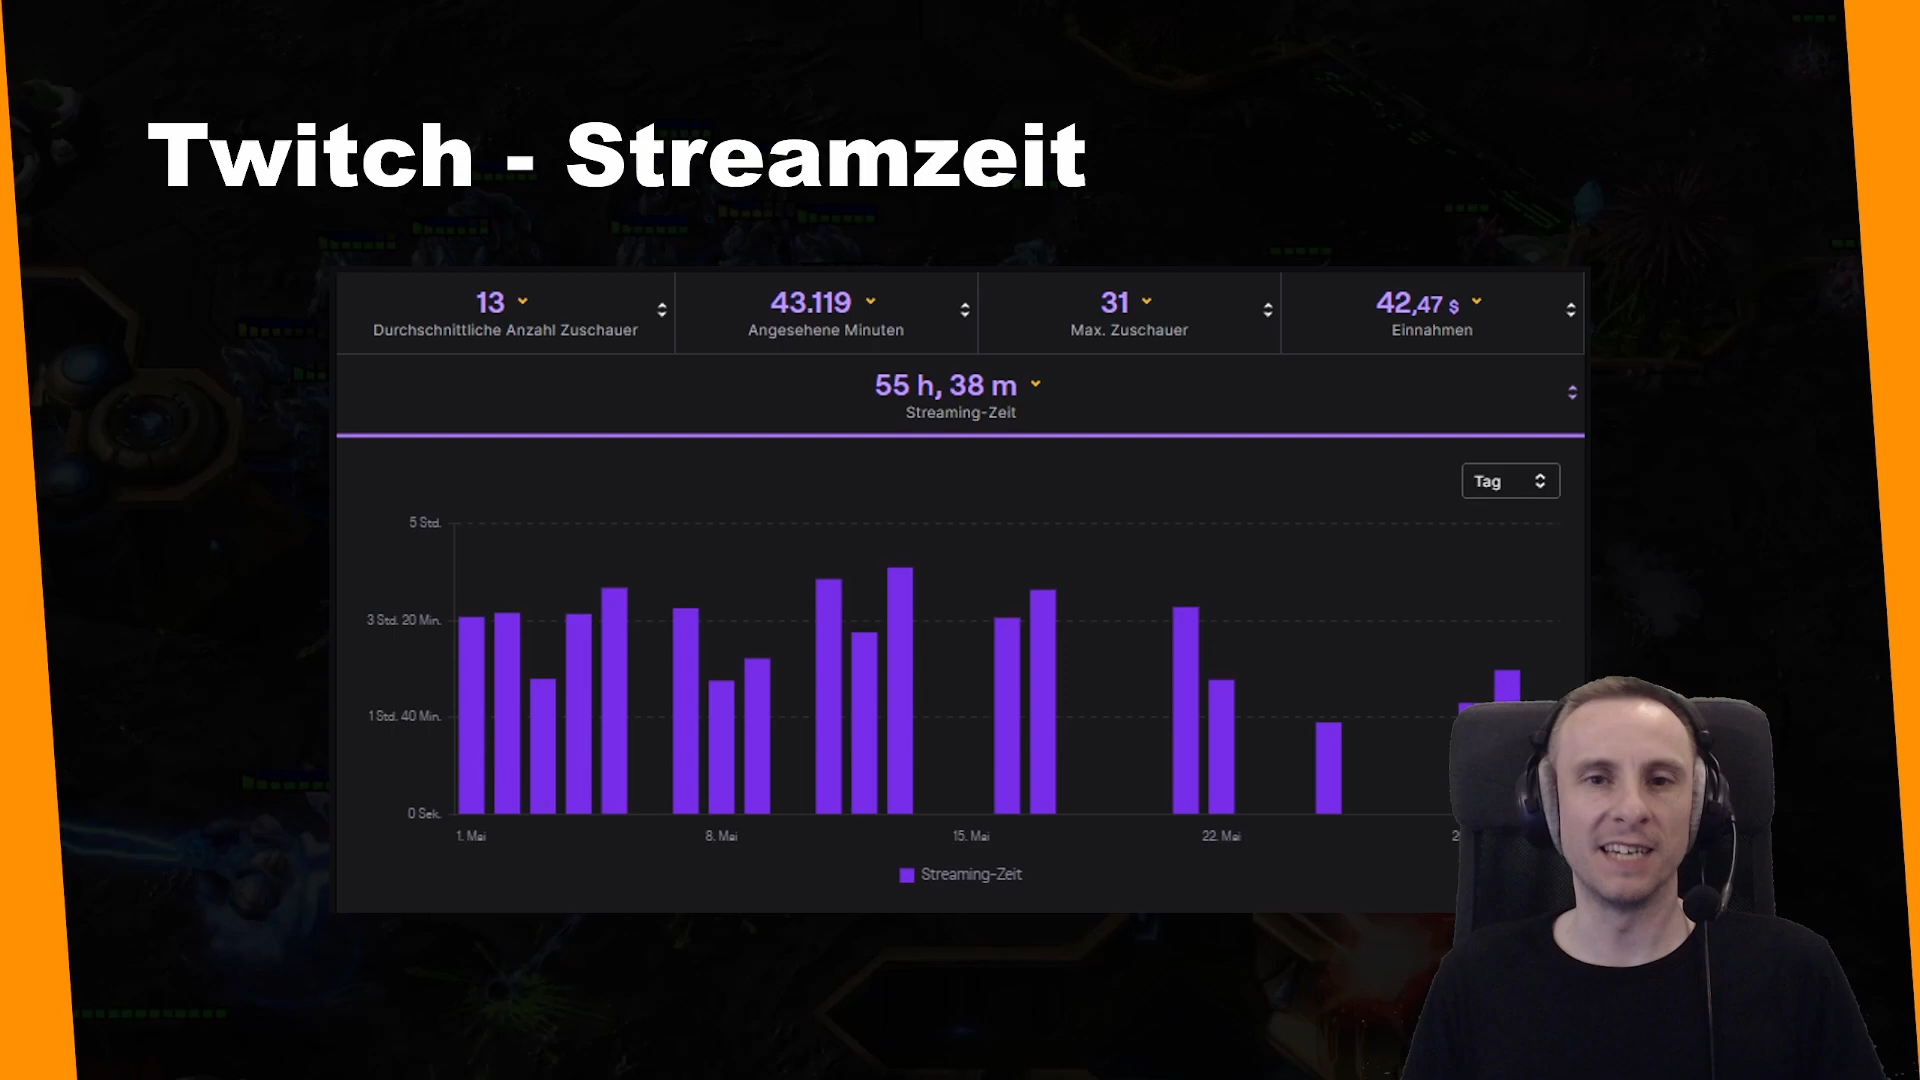 Twitch - Streamzeit
13
Durchschnittliche Anzahl Zuschauer
43.119
Angesehene Minuten
31
Max. Zuschauer
42,47 $
Einnahmen
55 h, 38 m
Streaming-Zeit
Tag
5 Std.
3 Std. 20 Min.
1 Std. 40 Min.
0 Sek.
1. Mai
8. Mai
15. Mai
22. Mai
Streaming-Zeit